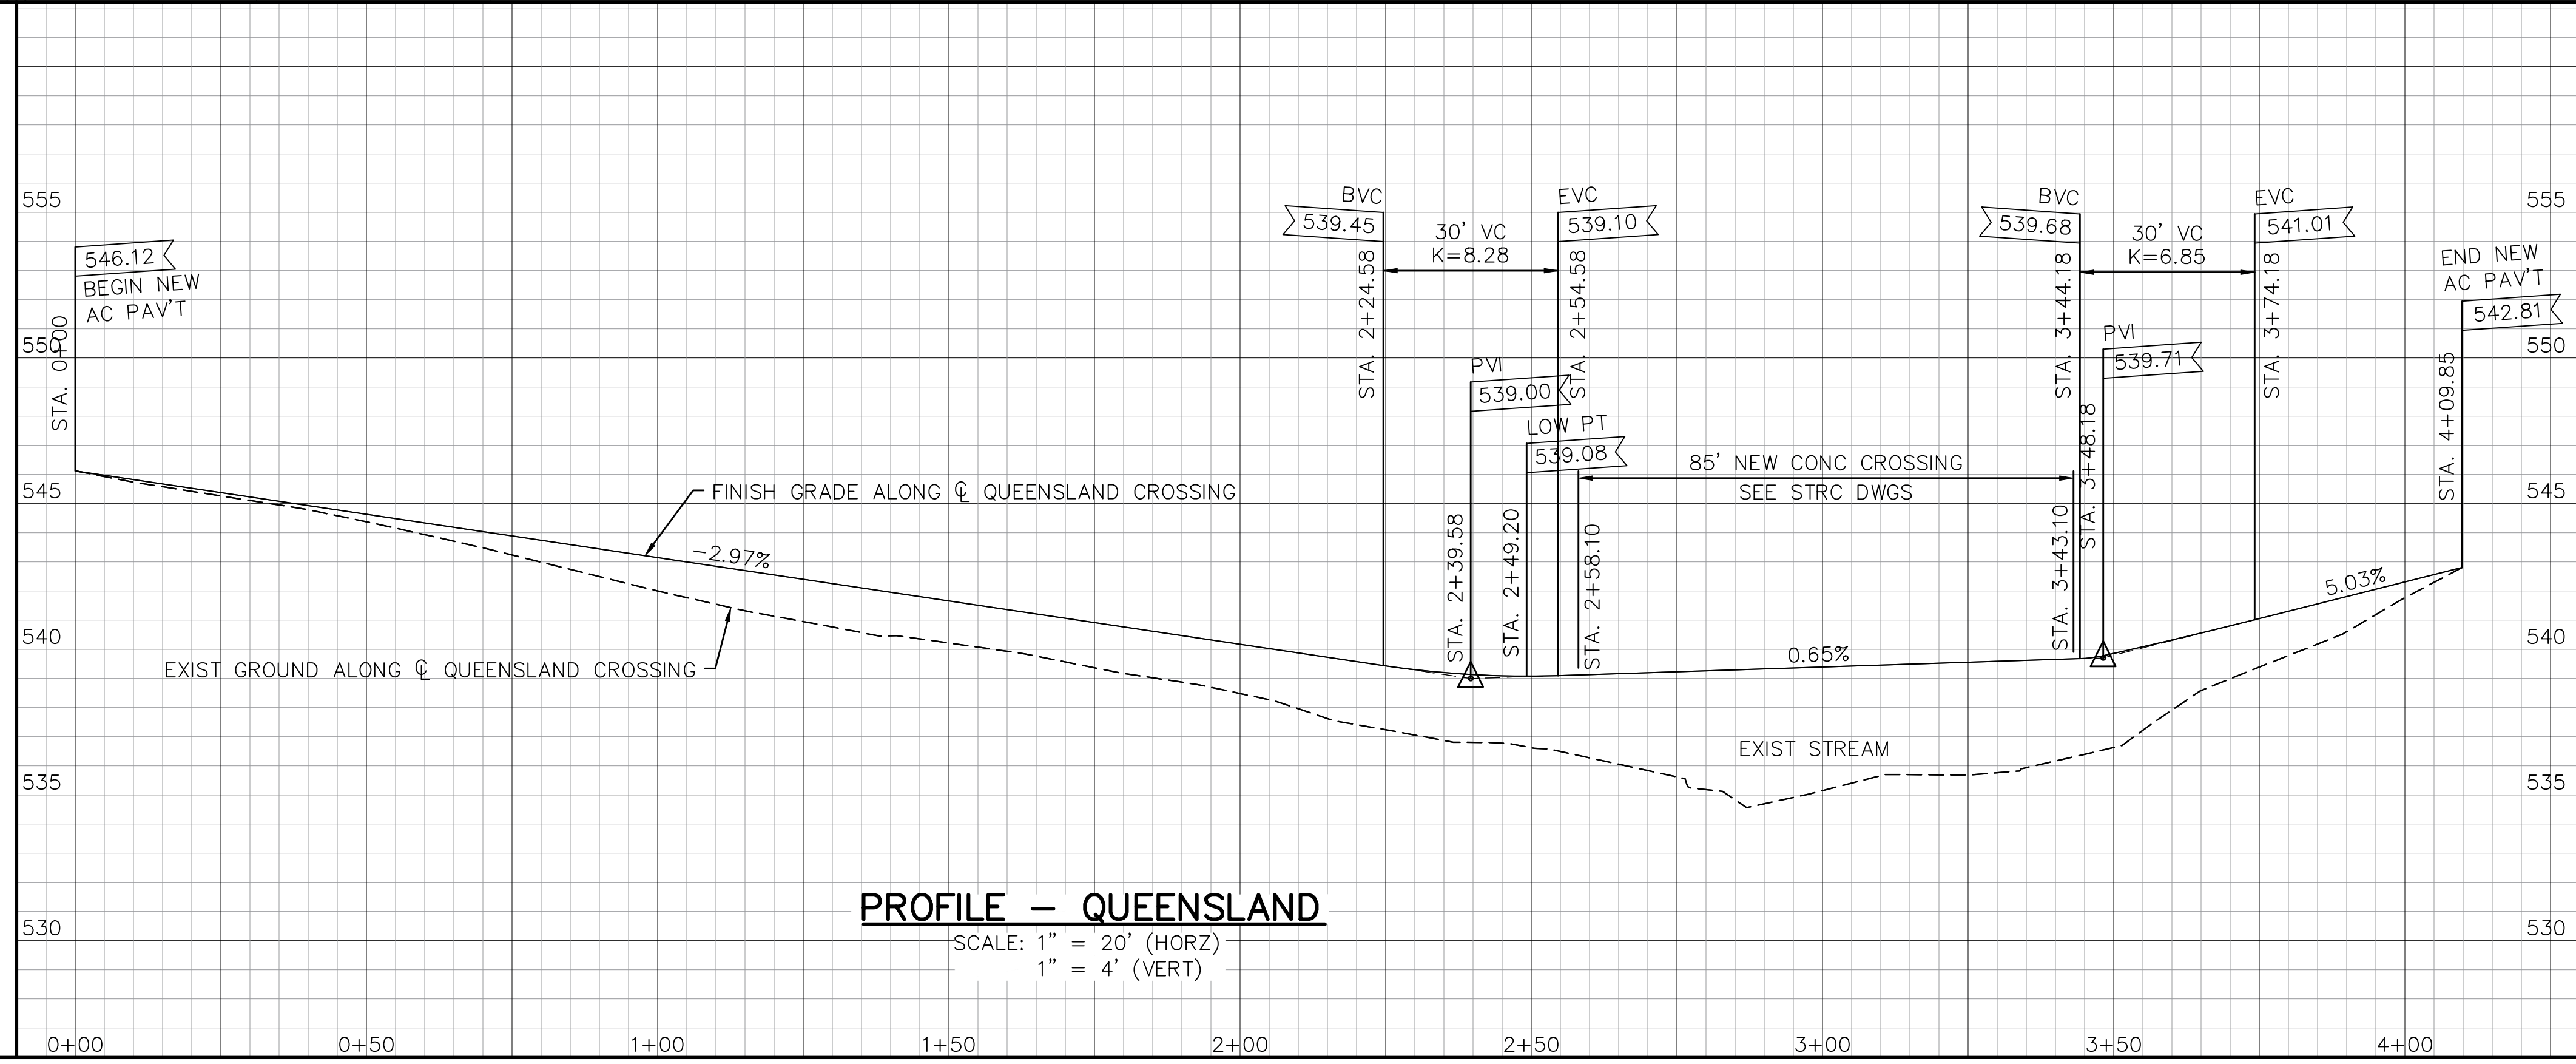 555
550
545
540
535
530
546.12
BEGIN NEW
AC PAV'T
STA. 0+00
BVC
539.45
STA. 2+24.58
30' VC
K=8.28
EVC
539.10
STA. 2+54.58
PVI
539.00
STA. 2+39.58
LOW PT
539.08
STA. 2+49.20
85' NEW CONC CROSSING
SEE STRC DWGS
STA. 2+58.10
STA. 3+43.10
BVC
539.68
STA. 3+44.18
30' VC
K=6.85
EVC
541.01
STA. 3+74.18
PVI
539.71
STA. 3+48.18
END NEW
AC PAV'T
542.81
STA. 4+09.85
555
550
545
540
535
530
FINISH GRADE ALONG ℄ QUEENSLAND CROSSING
-2.97%
EXIST GROUND ALONG ℄ QUEENSLAND CROSSING
0.65%
5.03%
EXIST STREAM
PROFILE - QUEENSLAND
SCALE: 1" = 20' (HORZ)
1" = 4' (VERT)
0+00 0+50 1+00 1+50 2+00 2+50 3+00 3+50 4+00